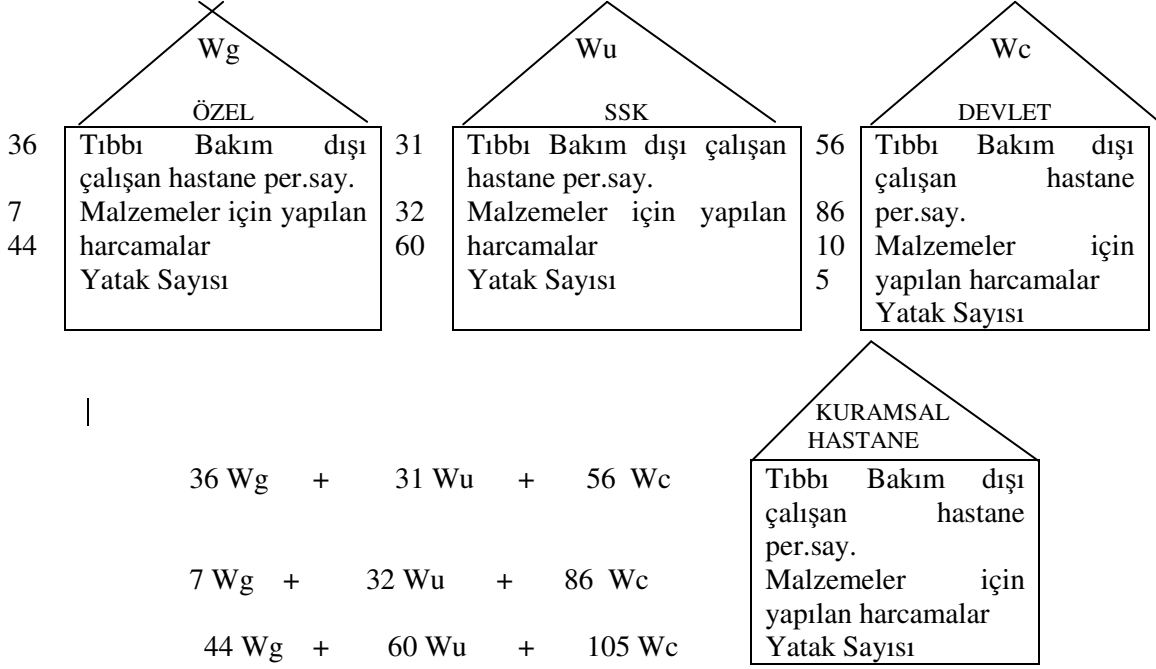 Wg
ÖZEL
36
7
44
Tıbbı Bakım dışı
çalışan hastane per.say.
Malzemeler için yapılan
harcamalar
Yatak Sayısı
Wu
SSK
31
32
60
Tıbbı Bakım dışı çalışan
hastane per.say.
Malzemeler için yapılan
harcamalar
Yatak Sayısı
Wc
DEVLET
56
86
10
5
Tıbbı Bakım dışı
çalışan hastane
per.say.
Malzemeler için
yapılan harcamalar
Yatak Sayısı
36 Wg + 31 Wu + 56 Wc
7 Wg + 32 Wu + 86 Wc
44 Wg + 60 Wu + 105 Wc
KURAMSAL
HASTANE
Tıbbı Bakım dışı
çalışan hastane
per.say.
Malzemeler için
yapılan harcamalar
Yatak Sayısı